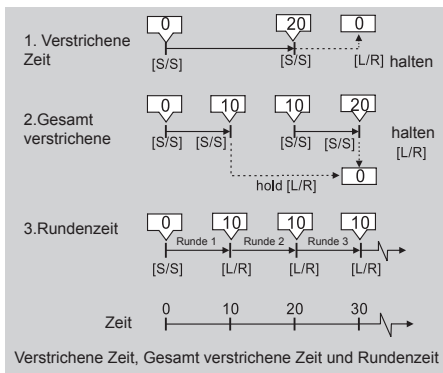 0 20 0
1. Verstrichene
Zeit
[S/S] [S/S] [L/R] halten
0 10 10 20
2.Gesamt
verstrichene
halten
[S/S] [S/S] [S/S] [S/S] [L/R]
0
hold [L/R]
0 10 10 10
3.Rundenzeit
Runde 1 Runde 2 Runde 3
[S/S] [L/R] [L/R] [L/R]
0 10 20 30
Zeit
Verstrichene Zeit, Gesamt verstrichene Zeit und Rundenzeit